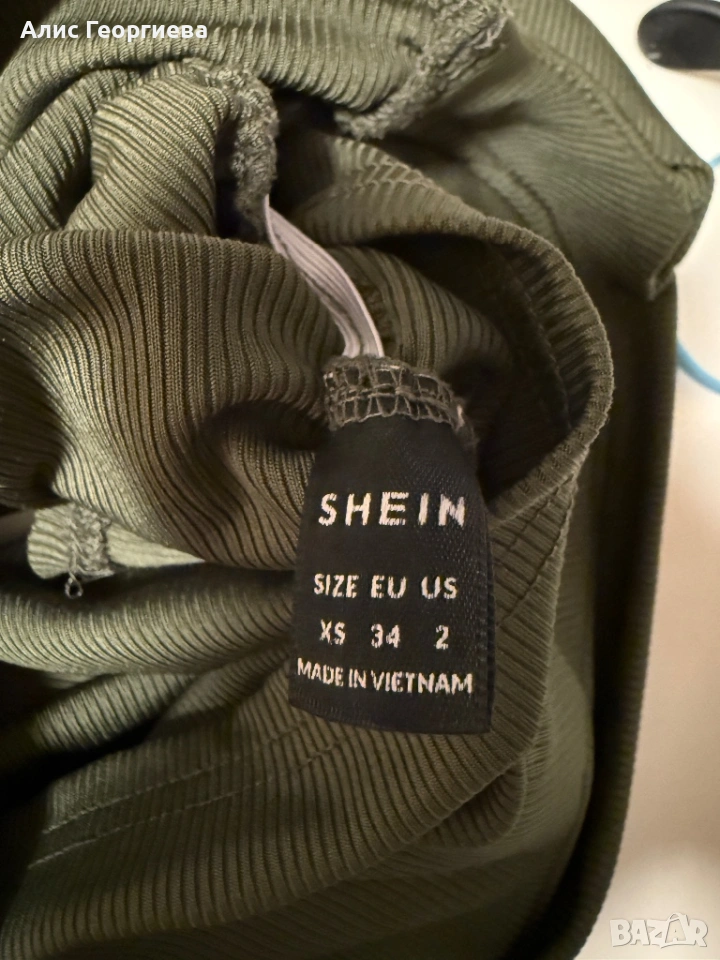 Алис Георгиева
SHEIN
SIZE EU US
XS 34 2
MADE IN VIETNAM
BAZAR